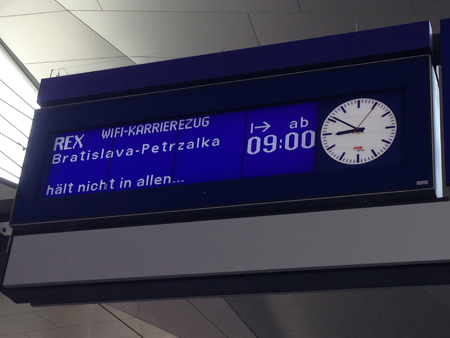 REX WIFI-KARRIEREZUG
Bratislava-Petrzalka
hält nicht in allen...
ab
09:00